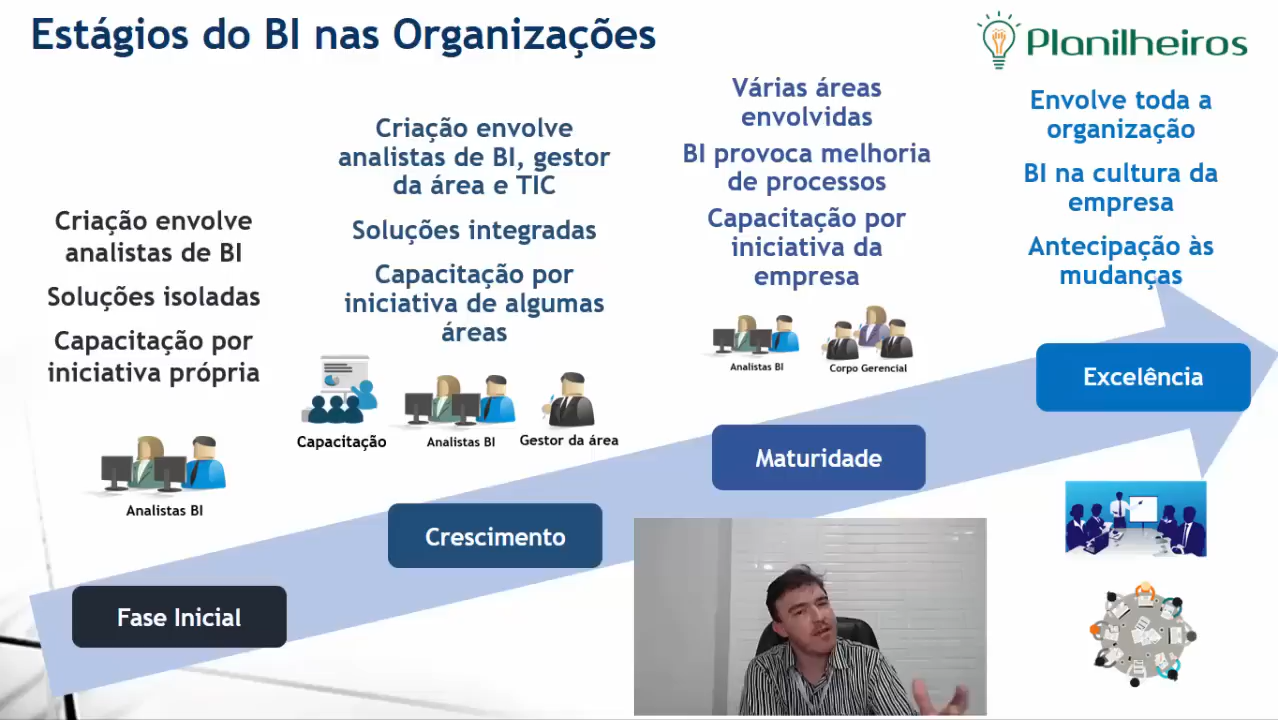 Estágios do BI nas Organizações
Planilheiros
Criação envolve
analistas de BI
Soluções isoladas
Capacitação por
iniciativa própria
Analistas BI
Fase Inicial
Criação envolve
analistas de BI, gestor
da área e TIC
Soluções integradas
Capacitação por
iniciativa de algumas
áreas
Capacitação
Analistas BI
Gestor da área
Crescimento
Várias áreas
envolvidas
BI provoca melhoria
de processos
Capacitação por
iniciativa da
empresa
Analistas BI
Corpo Gerencial
Maturidade
Envolve toda a
organização
BI na cultura da
empresa
Antecipação às
mudanças
Excelência